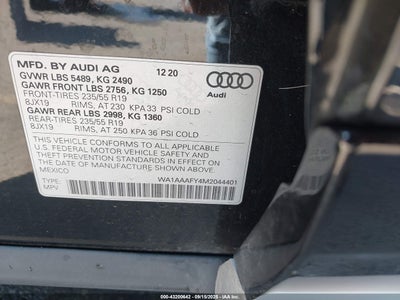 MFD. BY AUDI AG 12 20
GVWR LBS 5489, KG 2490
GAWR FRONT LBS 2756, KG 1250
FRONT-TIRES 235/55 R19
8JX19 RIMS, AT 230 KPA 33 PSI COLD
GAWR REAR LBS 2998, KG 1360
REAR-TIRES 235/55 R19
8JX19 RIMS, AT 250 KPA 36 PSI COLD
Audi
THIS VEHICLE CONFORMS TO ALL APPLICABLE
U.S. FEDERAL MOTOR VEHICLE SAFETY AND
THEFT PREVENTION STANDARDS IN EFFECT ON THE
DATE OF MANUFACTURE SHOWN ABOVE.
MEXICO
TYPE: WA1AAAFY4M2044401
MPV
000-43200642 - 09/15/2025 - IAA Inc.